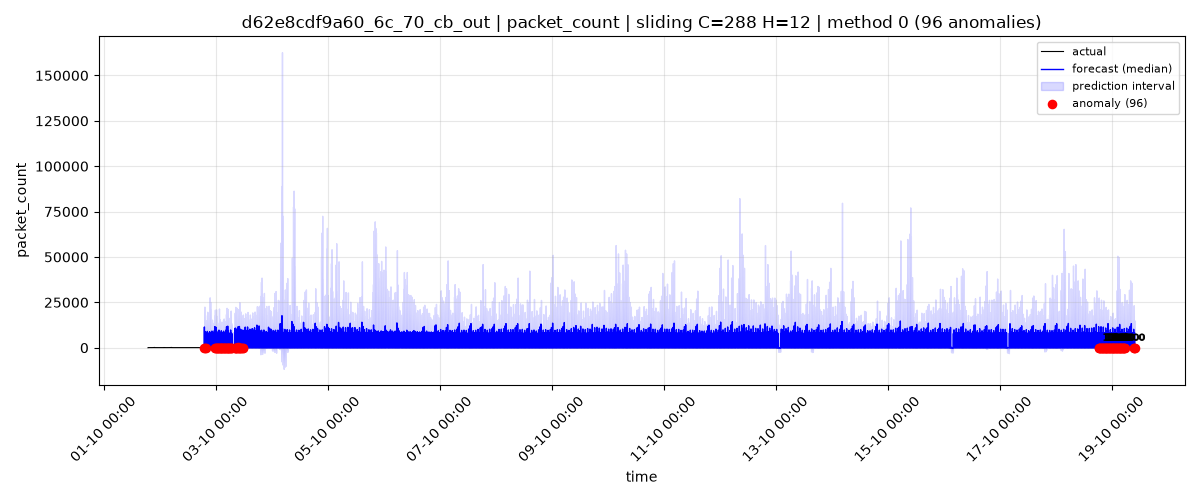 d62e8cdf9a60_6c_70_cb_out | packet_count | sliding C=288 H=12 | method 0 (96 anomalies)
actual
forecast (median)
prediction interval
anomaly (96)
packet_count
150000
125000
100000
75000
50000
25000
0
01-10 00:00
03-10 00:00
05-10 00:00
07-10 00:00
09-10 00:00
11-10 00:00
13-10 00:00
15-10 00:00
17-10 00:00
19-10 00:00
time